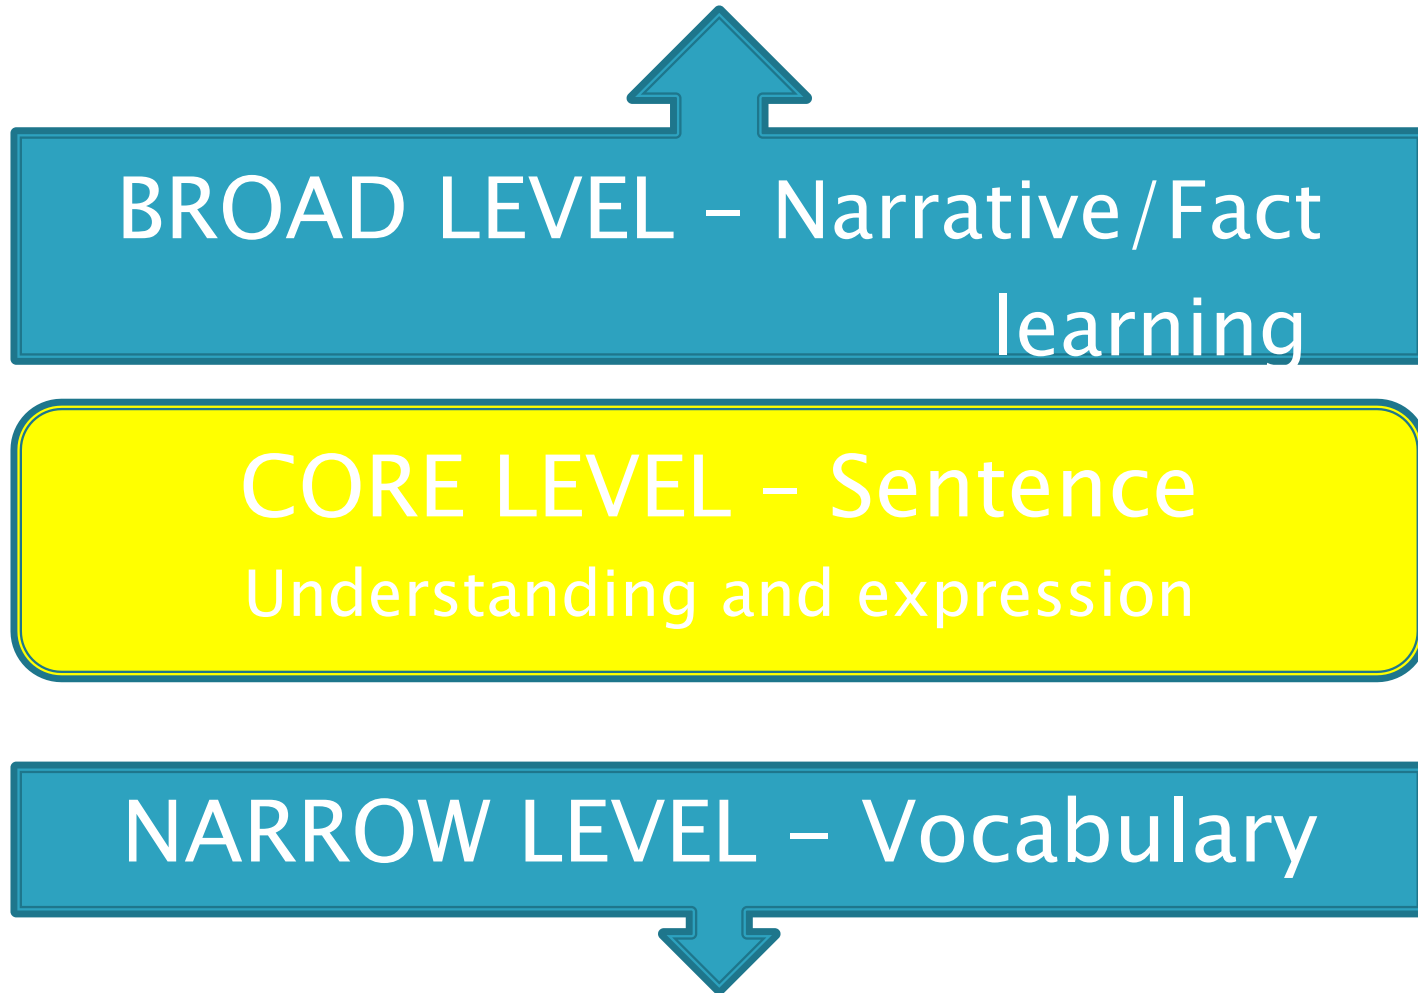 BROAD LEVEL – Narrative/Fact
learning
CORE LEVEL – Sentence
Understanding and expression
NARROW LEVEL – Vocabulary